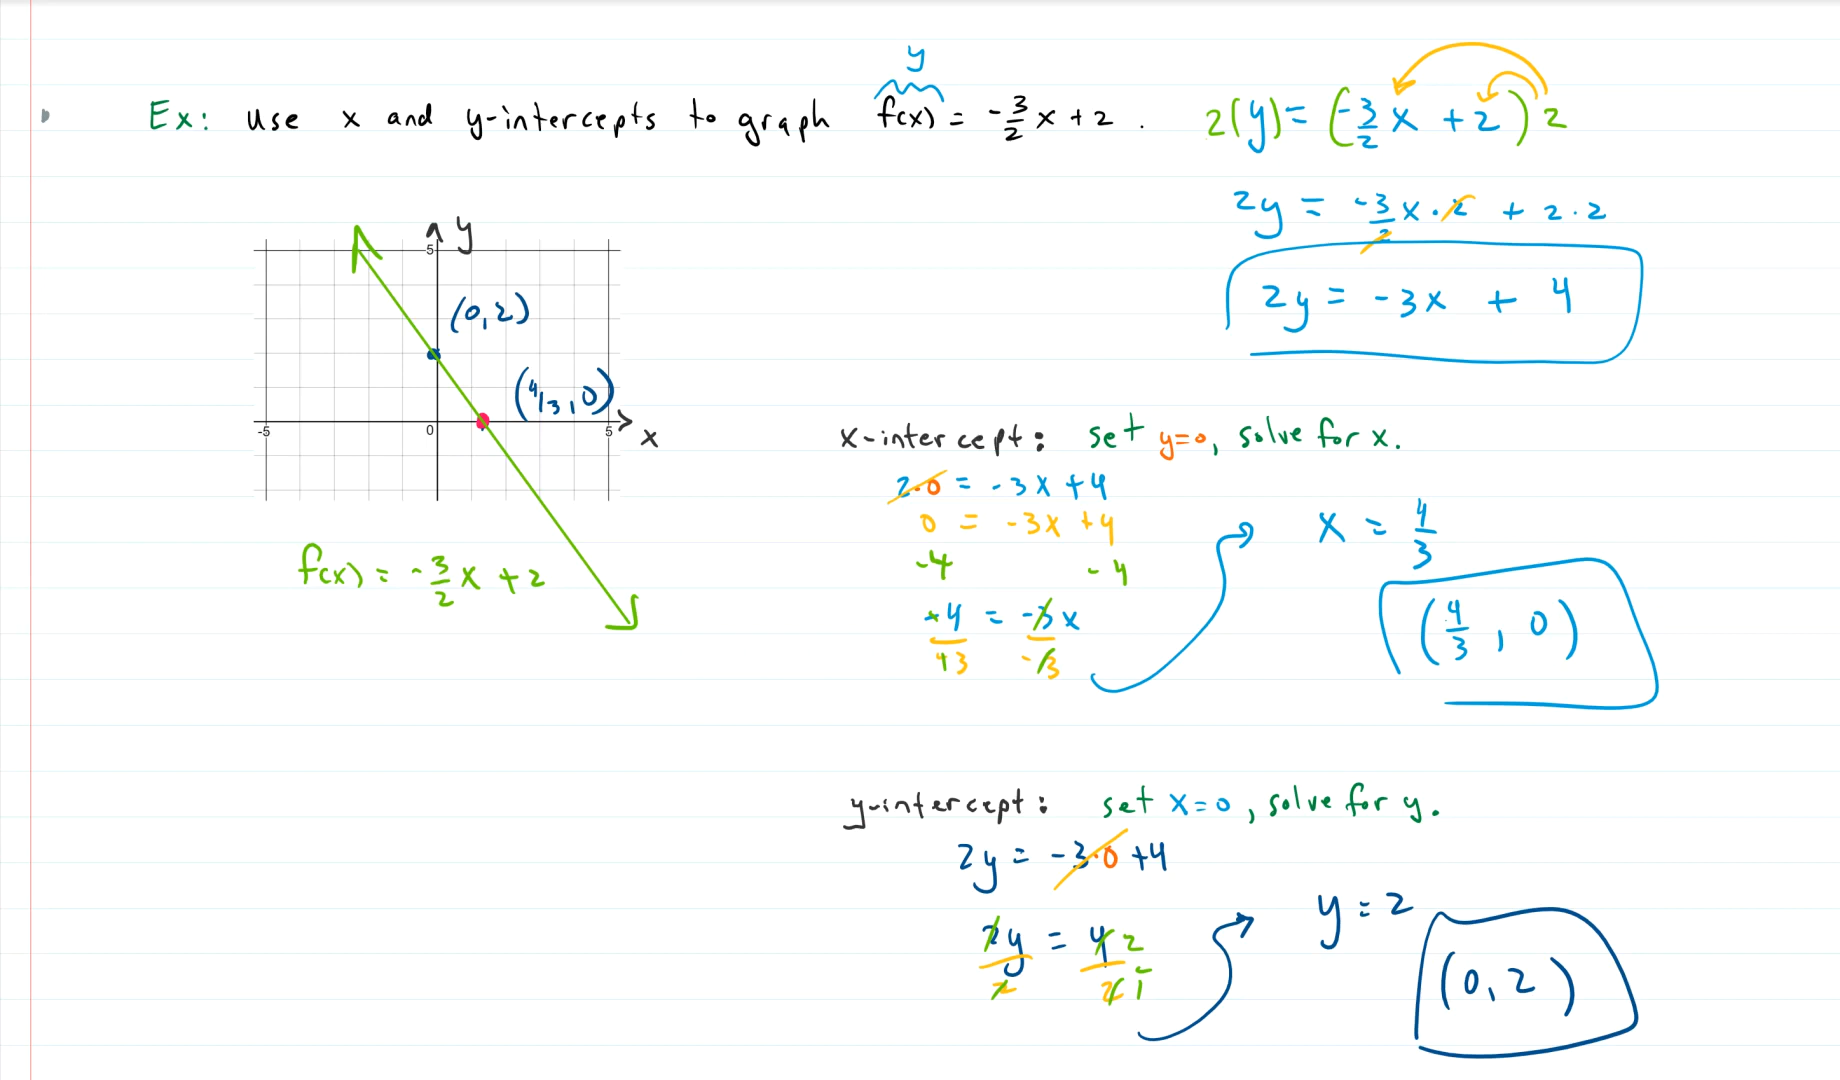 y
Ex: use x and y-intercepts to graph f(x) = -3/2 x + 2 .
2(y) = (-3/2 x + 2) 2
2y = -3/2 x · 2 + 2 · 2
2y = -3x + 4
y
5
(0, 2)
(4/3, 0)
-5 0 5 x
f(x) = -3/2 x + 2
x-intercept: set y=0, solve for x.
2·0 = -3x +4
0 = -3x +4
-4 -4
+4 = -3x
+3 -3
x = 4/3
(4/3, 0)
y-intercept: set x=0, solve for y.
2y = -3·0 +4
2y = 4 2
2 2 1
y = 2
(0, 2)